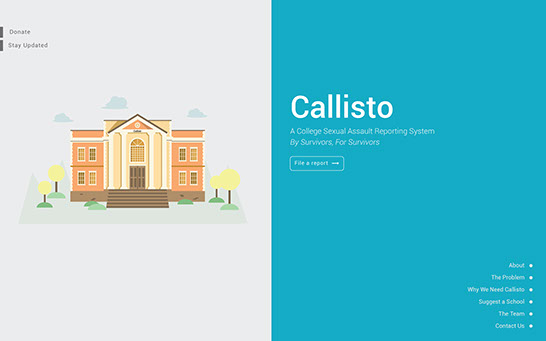 Donate
Stay Updated
Callisto
A College Sexual Assault Reporting System
By Survivors, For Survivors
File a report
About
The Problem
Why We Need Callisto
Suggest a School
The Team
Contact Us